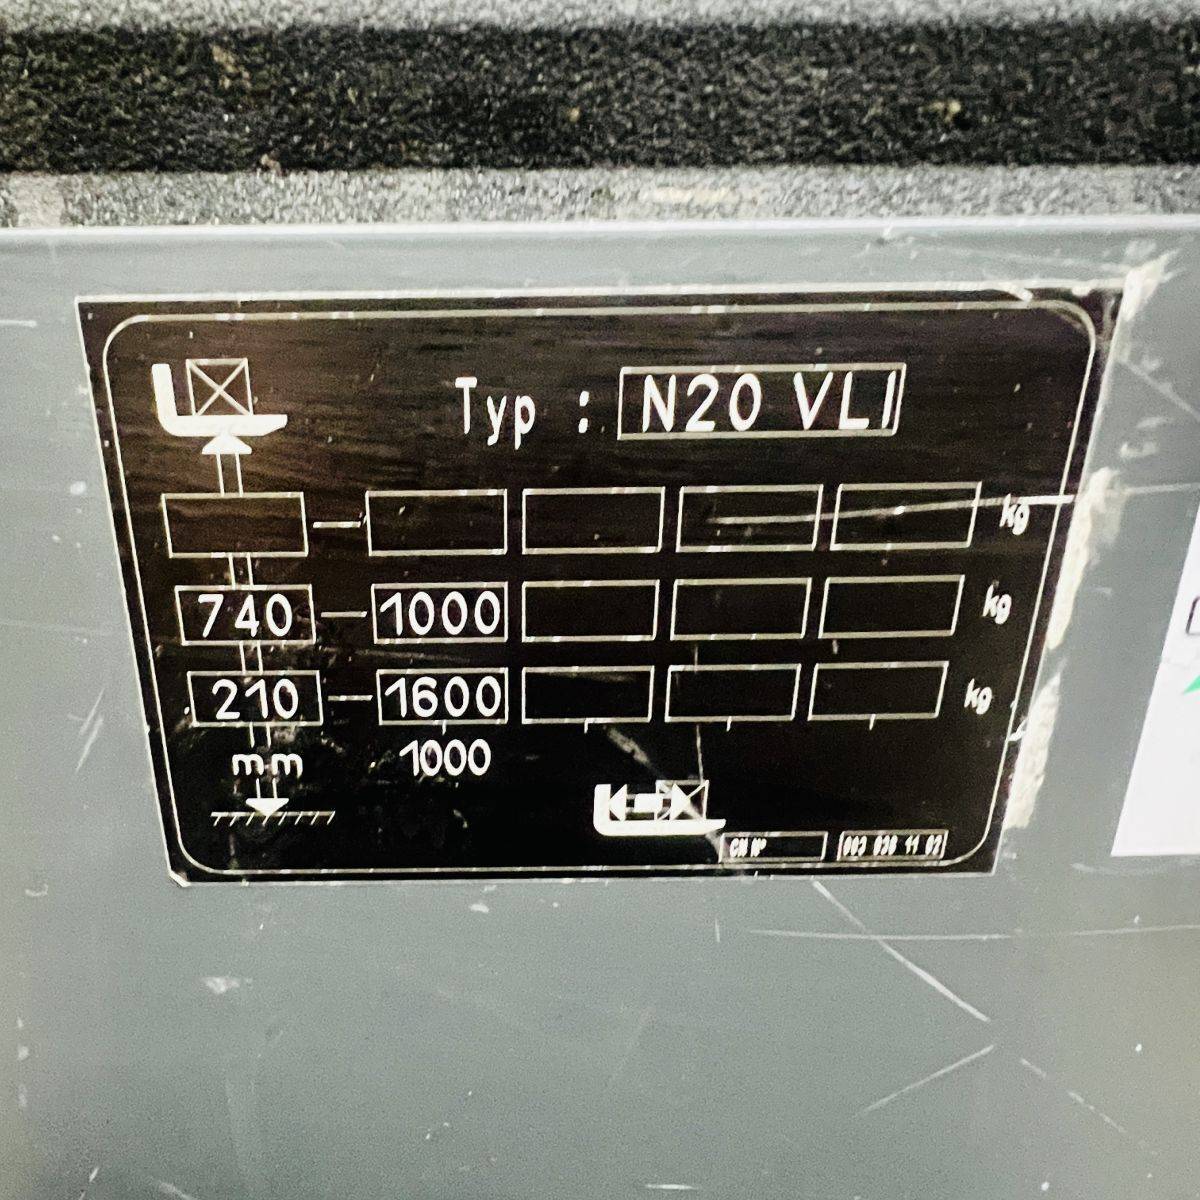 Typ : N20 VLI
kg
740 1000 kg
210 1600 kg
mm 1000